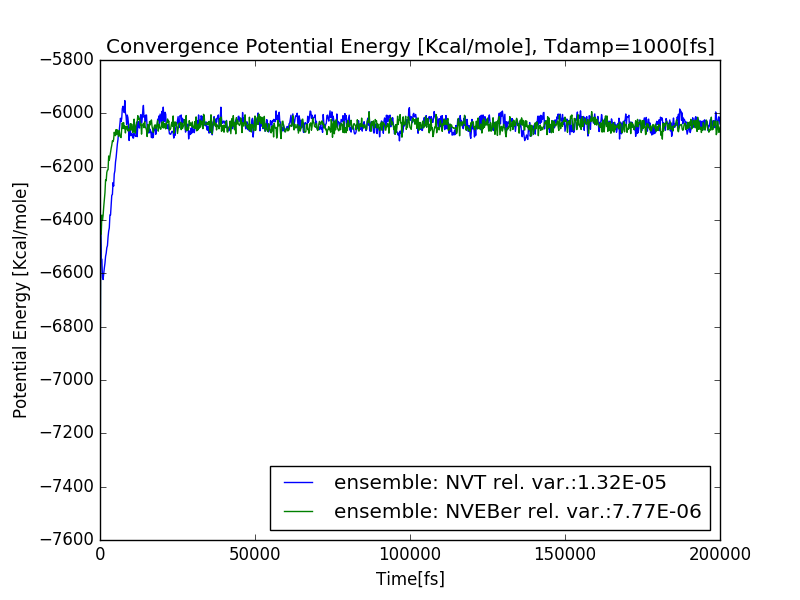 Convergence Potential Energy [Kcal/mole], Tdamp=1000[fs]
−5800
−6000
−6200
−6400
−6600
−6800
−7000
−7200
−7400
−7600
Potential Energy [Kcal/mole]
ensemble: NVT rel. var.:1.32E-05
ensemble: NVEBer rel. var.:7.77E-06
0 50000 100000 150000 200000
Time[fs]